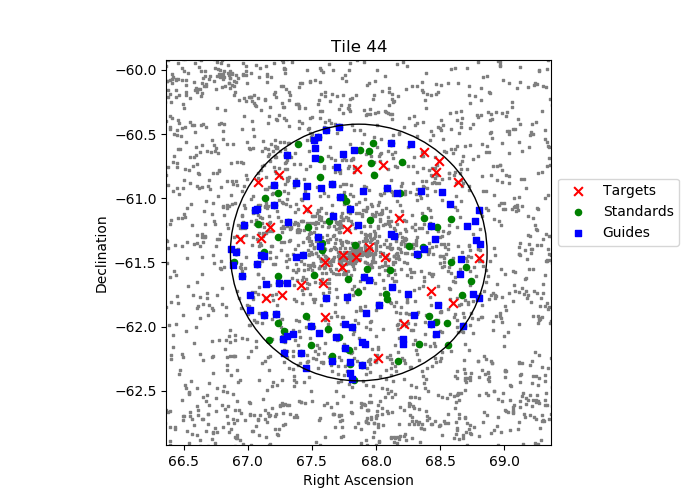 Tile 44
−60.0
−60.5
−61.0
−61.5
−62.0
−62.5
Declination
66.5 67.0 67.5 68.0 68.5 69.0
Right Ascension
Targets
Standards
Guides